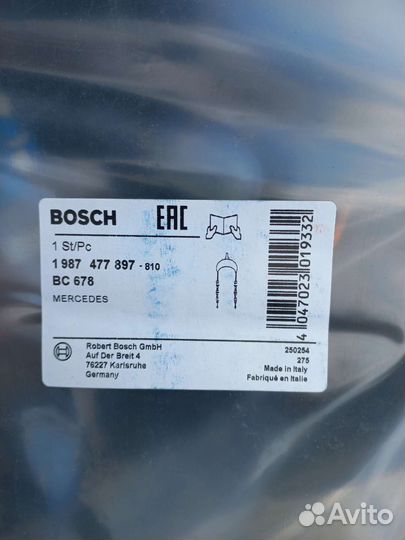 BOSCH EAC
1 St/Pc
1 987 477 897 - 810
BC 678
MERCEDES
4 047023 019332
BOSCH
Robert Bosch GmbH
Auf Der Breit 4
76227 Karlsruhe
Germany
250254
275
Made in Italy
Fabriqué en Italie
Avito